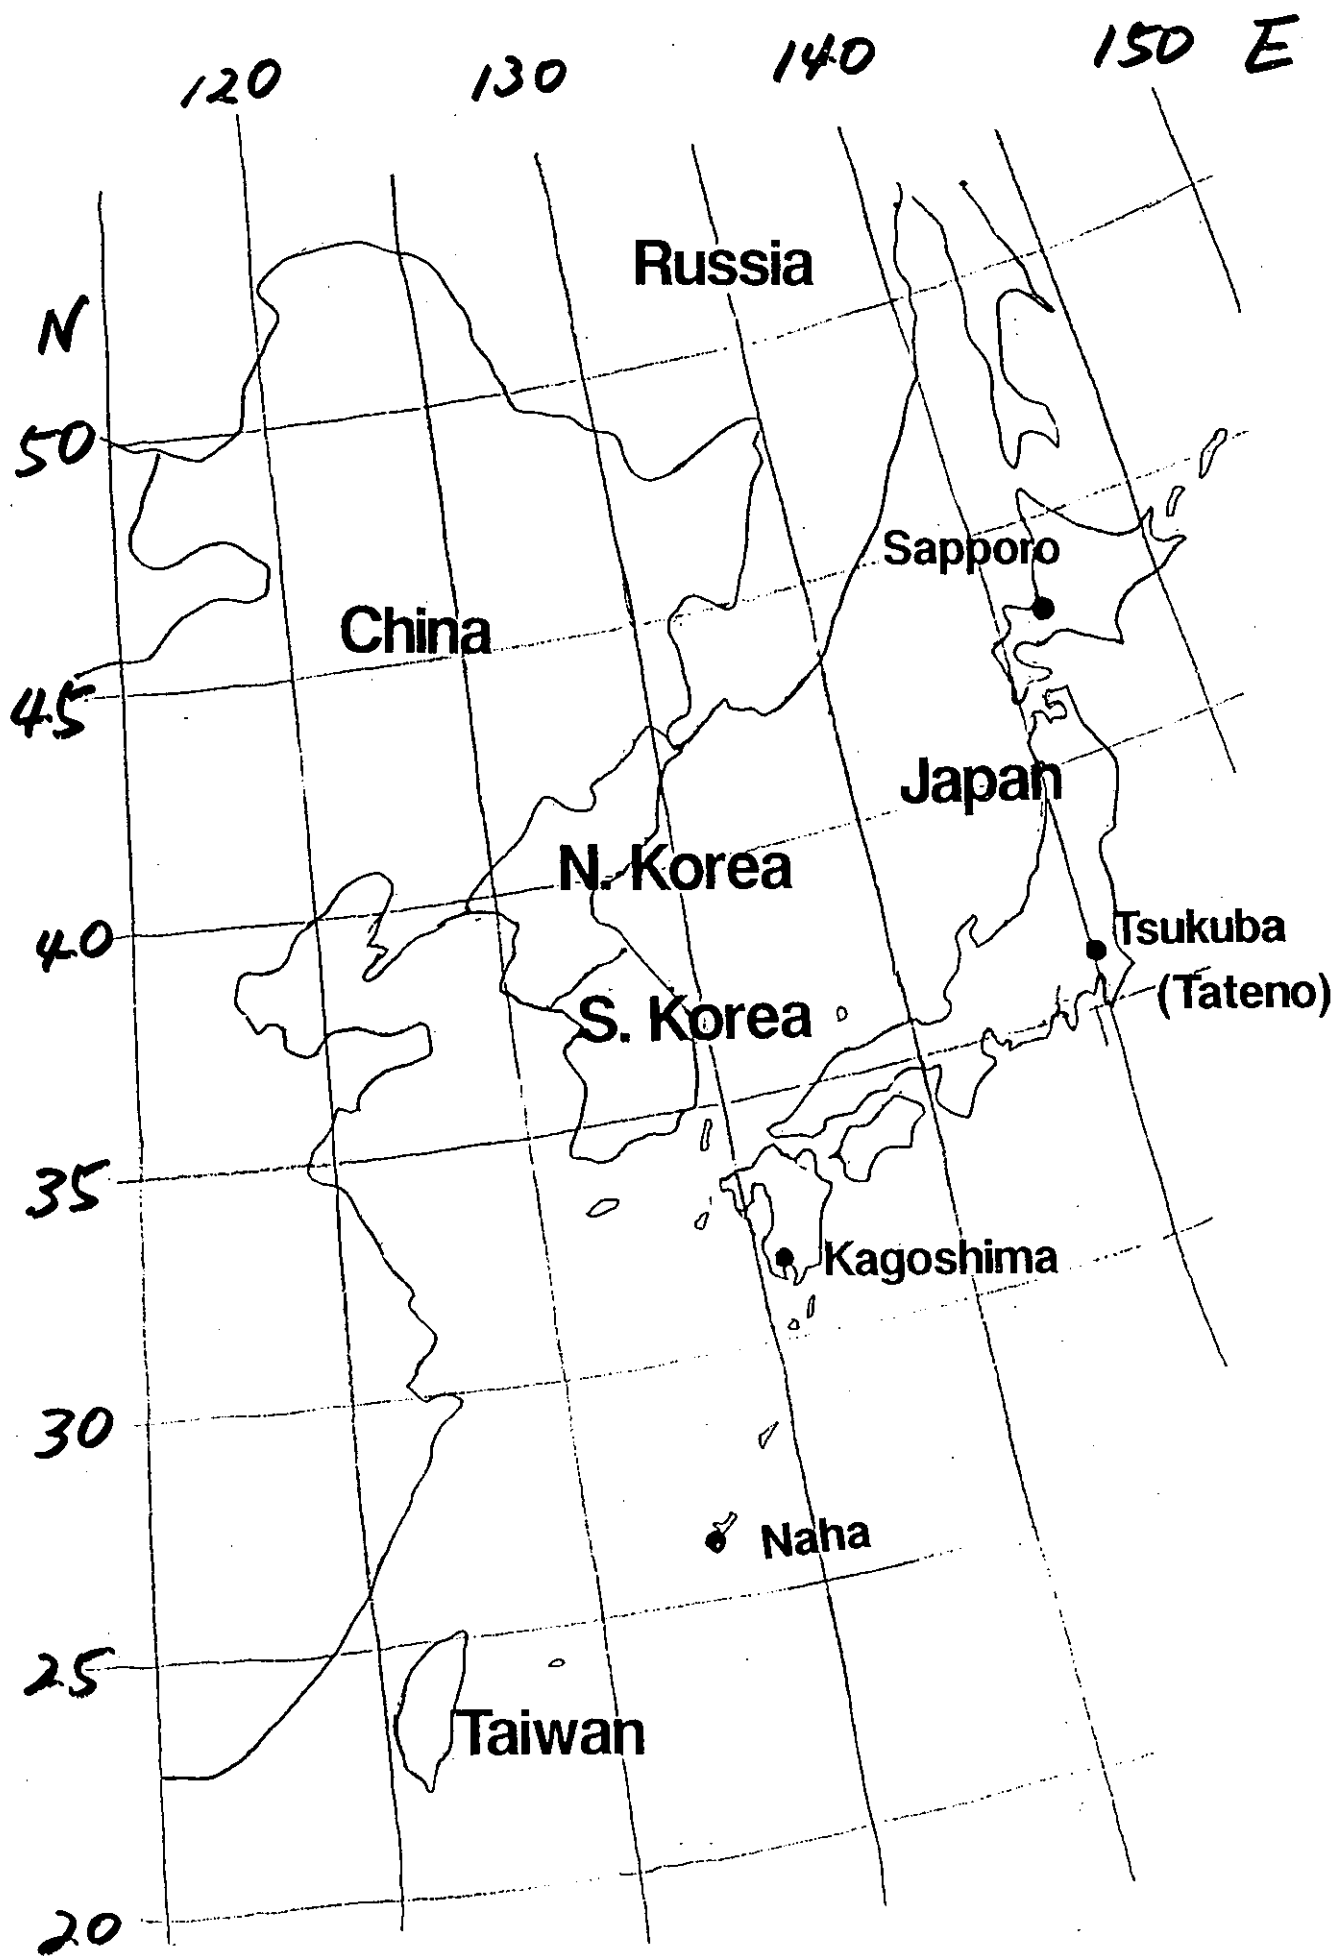 120 130 140 150 E
Russia
N
50
Sapporo
China
45
Japan
N. Korea
40
Tsukuba
(Tateno)
S. Korea
35
Kagoshima
30
Naha
25
Taiwan
20